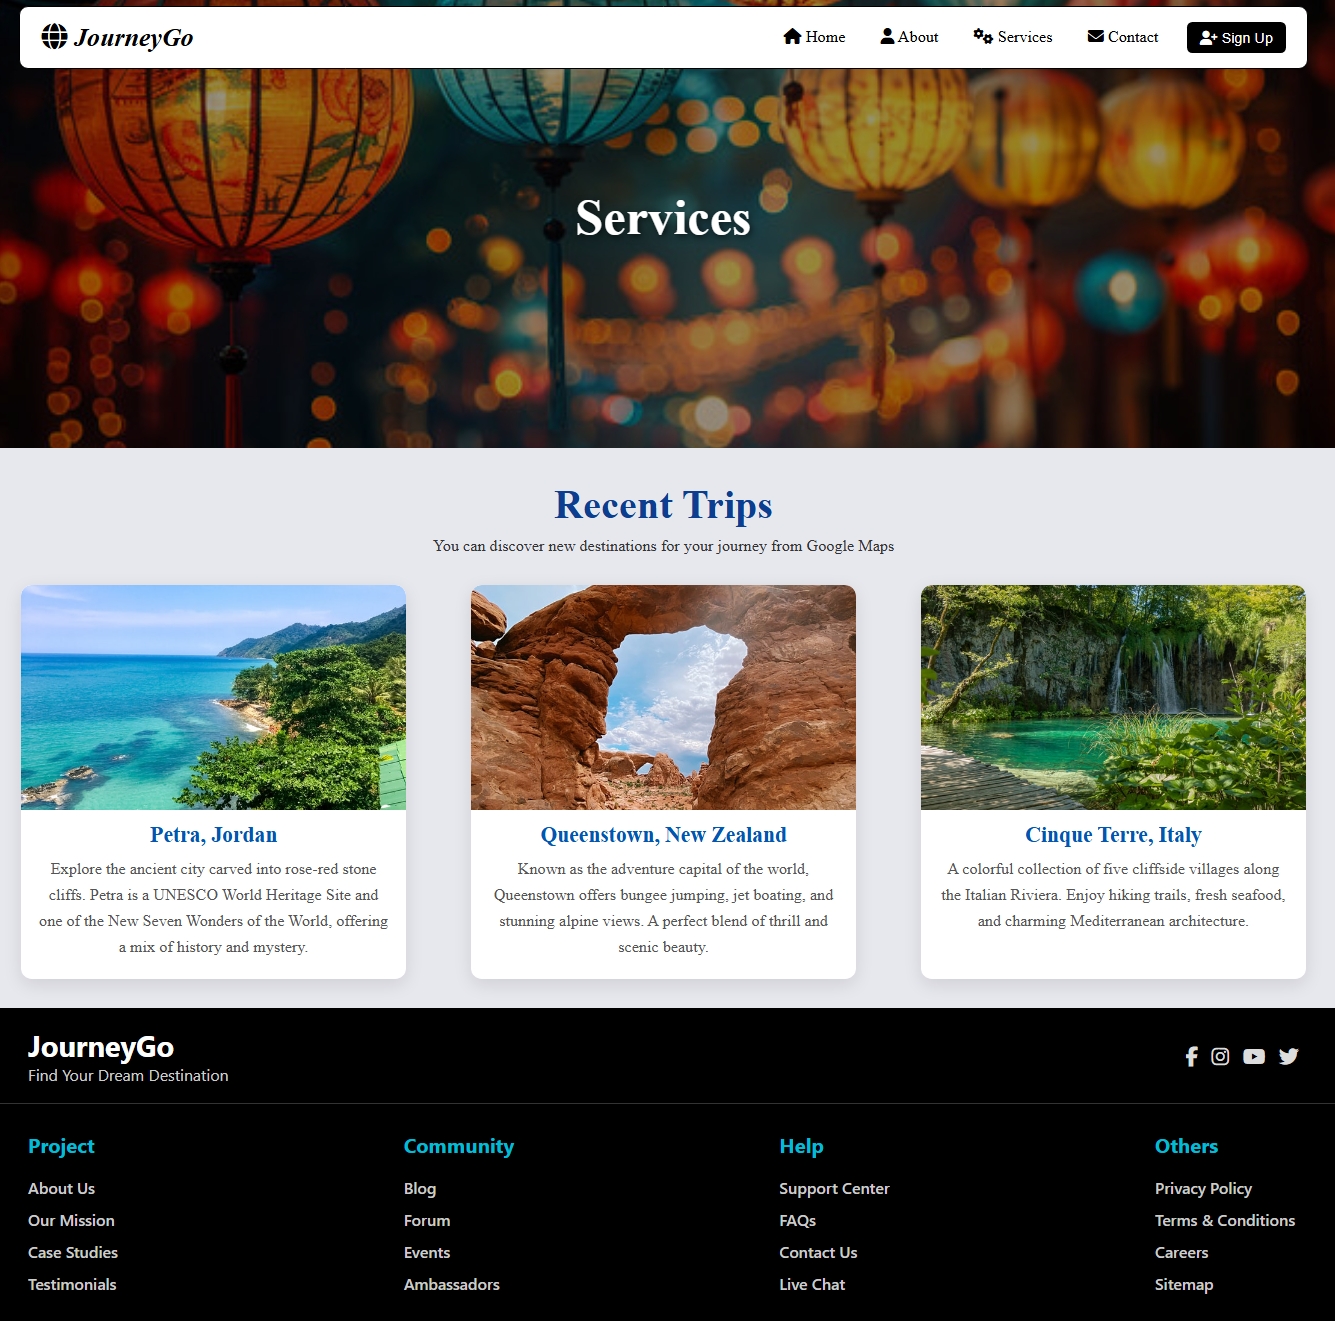 JourneyGo
Home About Services Contact Sign Up
Services
Recent Trips
You can discover new destinations for your journey from Google Maps
Petra, Jordan
Explore the ancient city carved into rose-red stone
cliffs. Petra is a UNESCO World Heritage Site and
one of the New Seven Wonders of the World, offering
a mix of history and mystery.
Queenstown, New Zealand
Known as the adventure capital of the world,
Queenstown offers bungee jumping, jet boating, and
stunning alpine views. A perfect blend of thrill and
scenic beauty.
Cinque Terre, Italy
A colorful collection of five cliffside villages along
the Italian Riviera. Enjoy hiking trails, fresh seafood,
and charming Mediterranean architecture.
JourneyGo
Find Your Dream Destination
Project
About Us
Our Mission
Case Studies
Testimonials
Community
Blog
Forum
Events
Ambassadors
Help
Support Center
FAQs
Contact Us
Live Chat
Others
Privacy Policy
Terms & Conditions
Careers
Sitemap